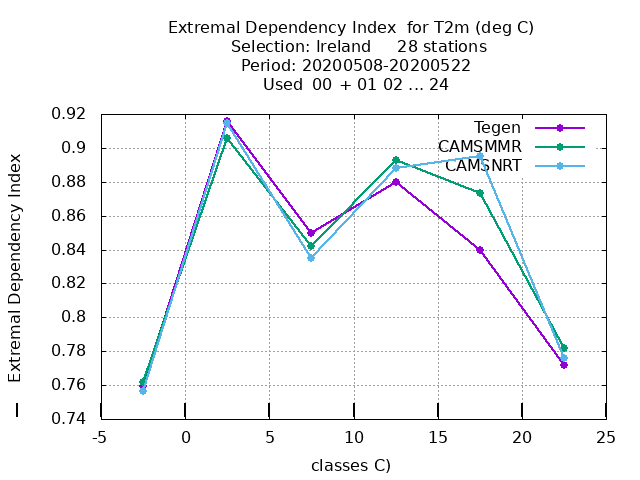 Extremal Dependency Index  for T2m (deg C)
Selection: Ireland     28 stations
Period: 20200508-20200522
Used  00  + 01 02 ... 24
0.92
0.9
0.88
0.86
0.84
0.82
0.8
0.78
0.76
0.74
-5
0
5
10
15
20
25
Extremal Dependency Index
classes C)
Tegen
CAMSMMR
CAMSNRT